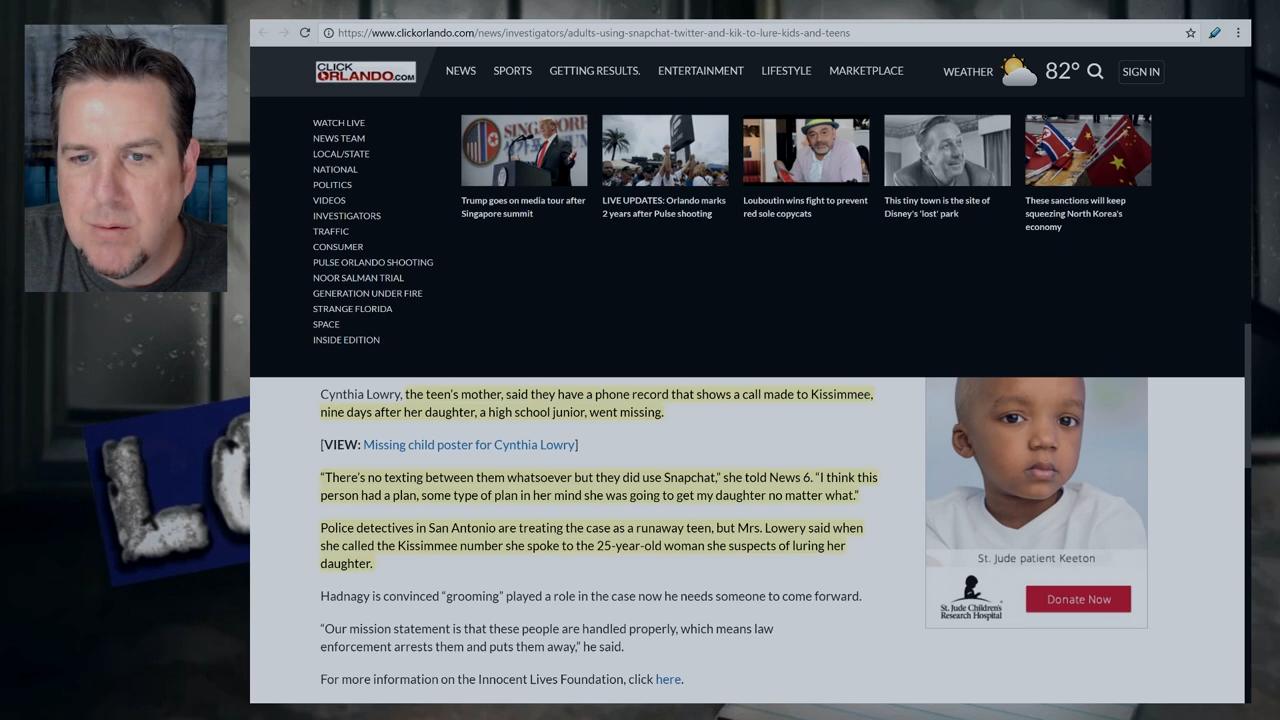 https://www.clickorlando.com/news/investigators/adults-using-snapchat-twitter-and-kik-to-lure-kids-and-teens
CLICK
ORLANDO.COM
NEWS
SPORTS
GETTING RESULTS.
ENTERTAINMENT
LIFESTYLE
MARKETPLACE
WEATHER
82°
SIGN IN
WATCH LIVE
NEWS TEAM
LOCAL/STATE
NATIONAL
POLITICS
VIDEOS
INVESTIGATORS
TRAFFIC
CONSUMER
PULSE ORLANDO SHOOTING
NOOR SALMAN TRIAL
GENERATION UNDER FIRE
STRANGE FLORIDA
SPACE
INSIDE EDITION
Trump goes on media tour after
Singapore summit
LIVE UPDATES: Orlando marks
2 years after Pulse shooting
Louboutin wins fight to prevent
red sole copycats
This tiny town is the site of
Disney's 'lost' park
These sanctions will keep
squeezing North Korea's
economy
Cynthia Lowry, the teen's mother, said they have a phone record that shows a call made to Kissimmee,
nine days after her daughter, a high school junior, went missing.
[VIEW: Missing child poster for Cynthia Lowry]
“There's no texting between them whatsoever but they did use Snapchat,” she told News 6. “I think this
person had a plan, some type of plan in her mind she was going to get my daughter no matter what.”
Police detectives in San Antonio are treating the case as a runaway teen, but Mrs. Lowery said when
she called the Kissimmee number she spoke to the 25-year-old woman she suspects of luring her
daughter.
Hadnagy is convinced “grooming” played a role in the case now he needs someone to come forward.
“Our mission statement is that these people are handled properly, which means law
enforcement arrests them and puts them away,” he said.
For more information on the Innocent Lives Foundation, click here.
St. Jude patient Keeton
St. Jude Children's
Research Hospital
Donate Now
LO